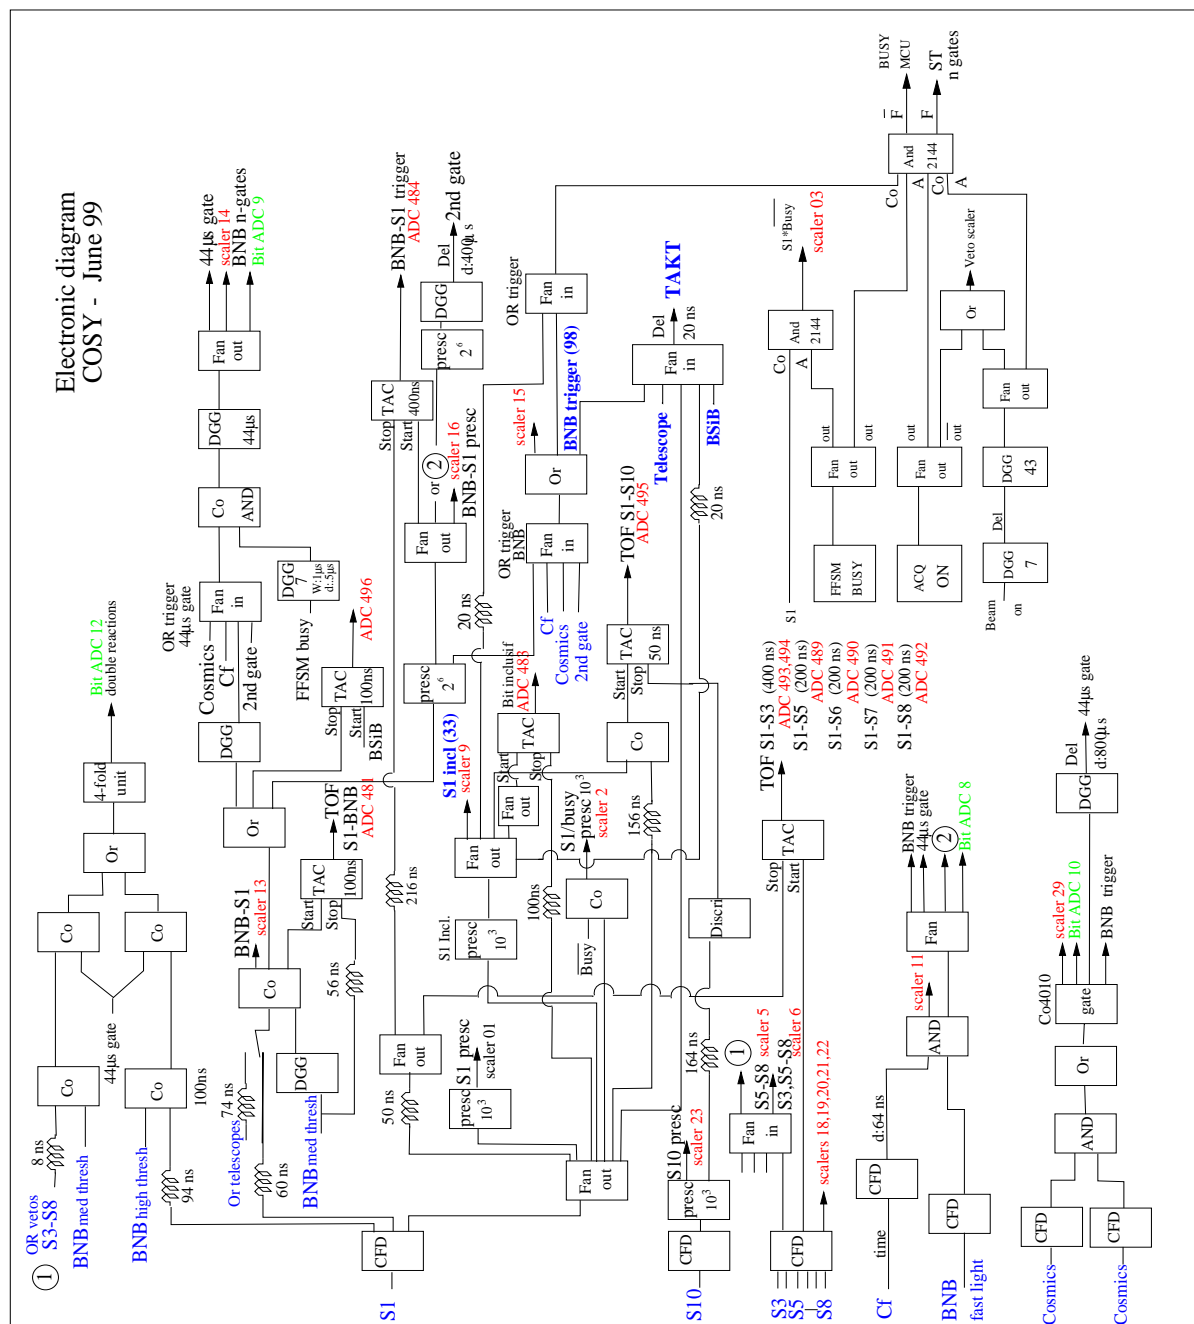 Electronic diagram
COSY - June 99
44µs gate
scaler 14
BNB n-gates
Bit ADC 9
Fan
out
DGG
44µs
Co
AND
OR trigger
44µs gate
Fan
in
Cosmics
Cf
2nd gate
DGG
7
W:1µs
d:.5µs
FFSM busy
DGG
Or
Bit ADC 12
double reactions
4-fold
unit
Or
Co
Co
44µs gate
Co
Co
100ns
8 ns
94 ns
1
OR vetos
S3-S8
BNB med thresh
BNB high thresh
ADC 496
Stop
Start
TAC
100ns
BSiB
TOF
S1-BNB
ADC 481
Start
Stop
TAC
100ns
BNB-S1
scaler 13
Co
56 ns
DGG
BNB med thresh
74 ns
Or telescopes
60 ns
CFD
S1
BNB-S1 trigger
ADC 484
Stop
Start
TAC
400ns
2nd gate
Del
d:400µs
DGG
presc
2⁶
or
2
scaler 16
BNB-S1 presc
Fan
out
presc
2⁶
216 ns
Fan
out
50 ns
S1 presc
scaler 01
presc
10³
20 ns
S1 incl (33)
scaler 9
Fan
out
S1 Incl.
presc
10³
Bit inclusif
ADC 483
Start
Stop
TAC
Fan
out
100ns
S1/busy
presc 10³
scaler 2
Co
Busy
Fan
out
OR trigger
Fan
in
BNB trigger (98)
scaler 15
Or
OR trigger
BNB
Fan
in
Cf
Cosmics
2nd gate
TAKT
Del
20 ns
Fan
in
Telescope
BSiB
20 ns
TOF S1-S10
ADC 495
Start
Stop
TAC
50 ns
Co
156 ns
Discri
164 ns
S10 presc
scaler 23
presc
10³
CFD
S10
BUSY
MCU
ST
n gates
F
F
And
2144
Co
A
Co
A
S1*Busy
scaler 03
And
2144
Co
A
S1
Veto scaler
Or
out
out
out
out
Fan
out
Fan
out
Fan
out
FFSM
BUSY
ACQ
ON
DGG
43
Del
DGG
7
Beam
on
TOF S1-S3 (400 ns)
ADC 493,494
S1-S5 (200 ns)
ADC 489
S1-S6 (200 ns)
ADC 490
S1-S7 (200 ns)
ADC 491
S1-S8 (200 ns)
ADC 492
Stop
Start
TAC
1
S5-S8
scaler 5
S3,S5-S8
scaler 6
Fan
in
scalers 18,19,20,21,22
CFD
S3
S5
S8
BNB trigger
44µs gate
2
Bit ADC 8
Fan
scaler 11
AND
d:64 ns
CFD
time
Cf
CFD
BNB
fast light
44µs gate
Del
d:800µs
DGG
scaler 29
Bit ADC 10
BNB trigger
Co4010
gate
Or
AND
CFD
CFD
Cosmics
Cosmics